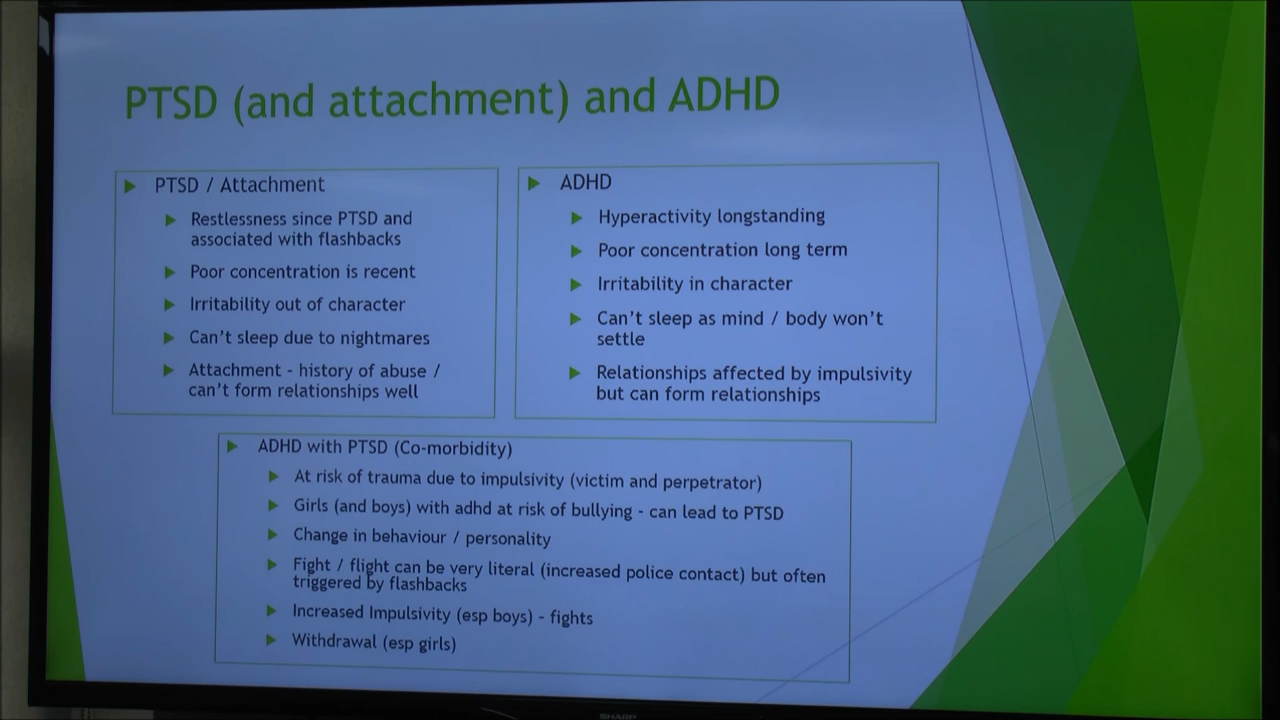 PTSD (and attachment) and ADHD
PTSD / Attachment
Restlessness since PTSD and
associated with flashbacks
Poor concentration is recent
Irritability out of character
Can't sleep due to nightmares
Attachment - history of abuse /
can't form relationships well
ADHD
Hyperactivity longstanding
Poor concentration long term
Irritability in character
Can't sleep as mind / body won't
settle
Relationships affected by impulsivity
but can form relationships
ADHD with PTSD (Co-morbidity)
At risk of trauma due to impulsivity (victim and perpetrator)
Girls (and boys) with adhd at risk of bullying - can lead to PTSD
Change in behaviour / personality
Fight / flight can be very literal (increased police contact) but often
triggered by flashbacks
Increased Impulsivity (esp boys) - fights
Withdrawal (esp girls)
SHARP